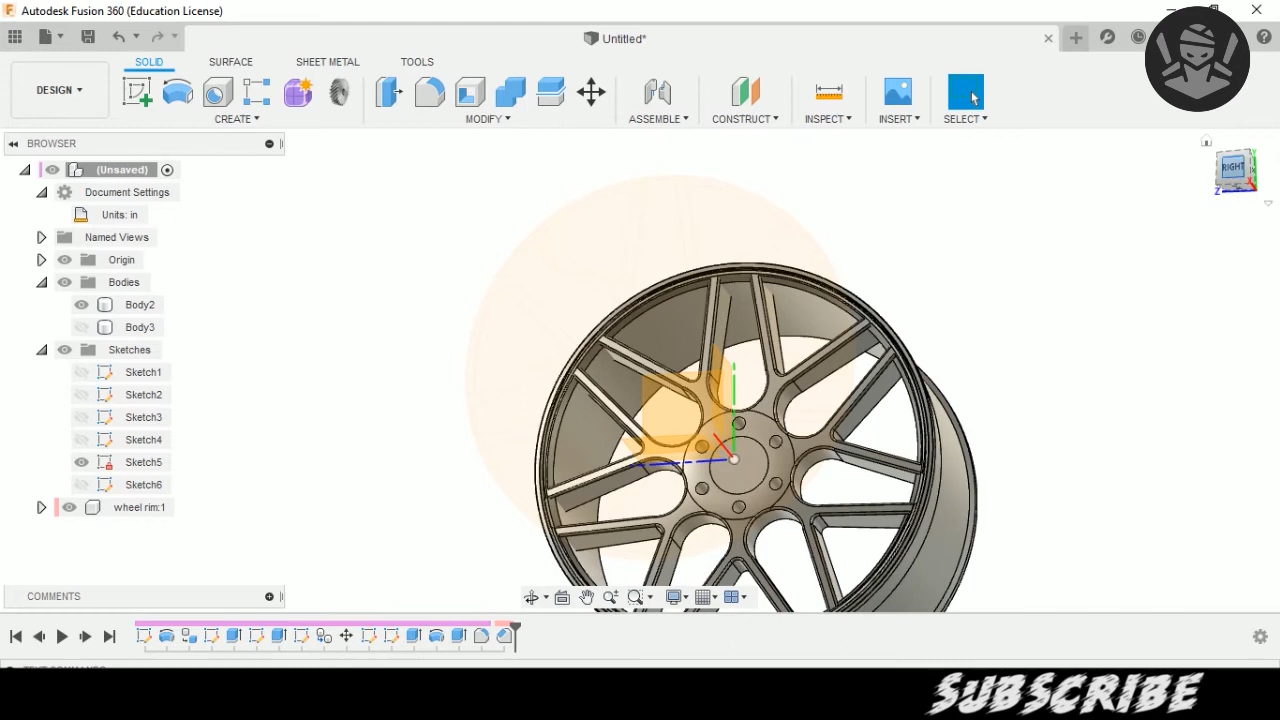 Autodesk Fusion 360 (Education License)
Untitled*
SOLID SURFACE SHEET METAL TOOLS
DESIGN
CREATE MODIFY ASSEMBLE CONSTRUCT INSPECT INSERT SELECT
BROWSER
(Unsaved)
Document Settings
Units: in
Named Views
Origin
Bodies
Body2
Body3
Sketches
Sketch1
Sketch2
Sketch3
Sketch4
Sketch5
Sketch6
wheel rim:1
RIGHT
Y
X
Z
COMMENTS
SUBSCRIBE